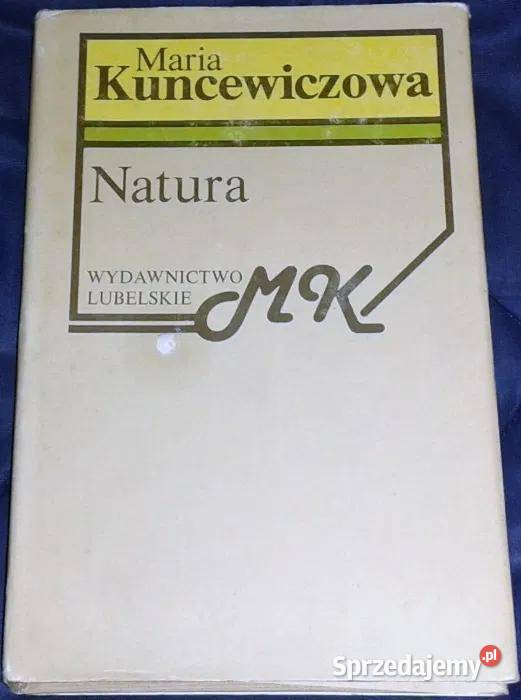 Maria
Kuncewiczowa
Natura
WYDAWNICTWO
LUBELSKIE
MK
Sprzedajemy.pl